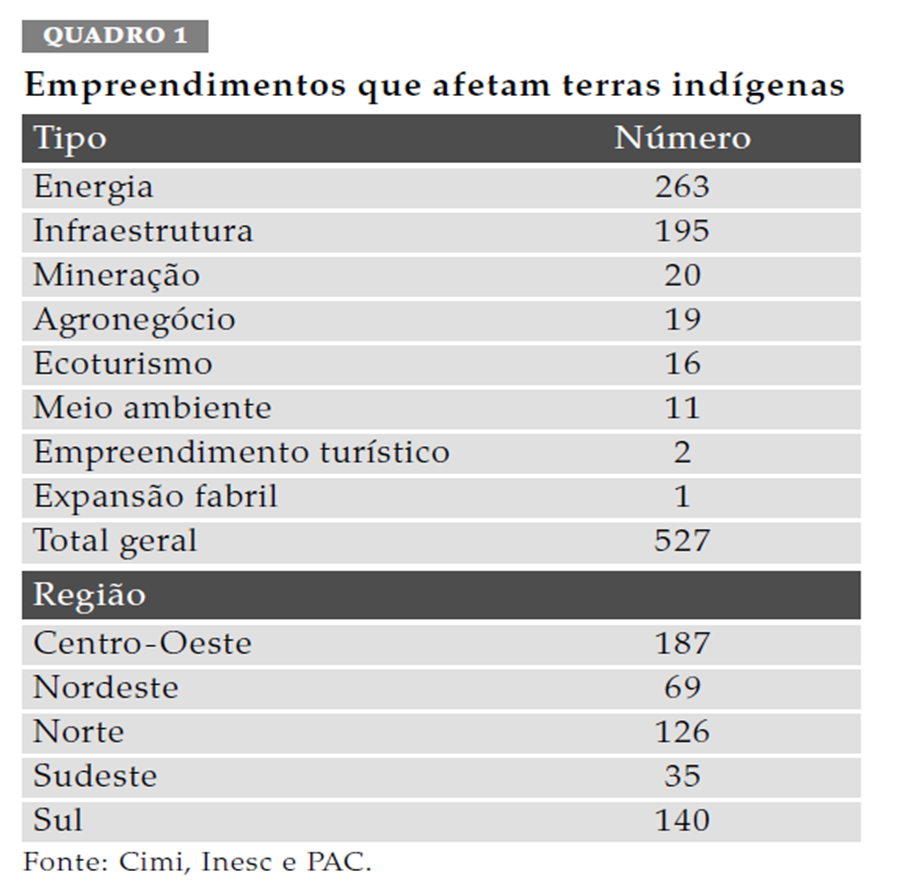 QUADRO 1
Empreendimentos que afetam terras indígenas
Tipo Número
Energia 263
Infraestrutura 195
Mineração 20
Agronegócio 19
Ecoturismo 16
Meio ambiente 11
Empreendimento turístico 2
Expansão fabril 1
Total geral 527
Região
Centro-Oeste 187
Nordeste 69
Norte 126
Sudeste 35
Sul 140
Fonte: Cimi, Inesc e PAC.